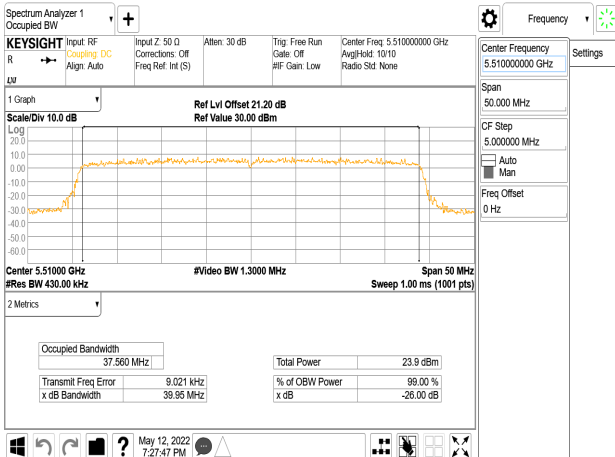 Spectrum Analyzer 1
Occupied BW
Frequency
KEYSIGHT
R
LXI
Input: RF
Coupling: DC
Align: Auto
Input Z: 50 Ω
Corrections: Off
Freq Ref: Int (S)
Atten: 30 dB
Trig: Free Run
Gate: Off
#IF Gain: Low
Center Freq: 5.510000000 GHz
Avg|Hold: 10/10
Radio Std: None
Center Frequency
5.510000000 GHz
Settings
Span
50.000 MHz
CF Step
5.000000 MHz
Auto
Man
Freq Offset
0 Hz
1 Graph
Ref Lvl Offset 21.20 dB
Scale/Div 10.0 dB
Ref Value 30.00 dBm
Log
20.0
10.0
0.00
-10.0
-20.0
-30.0
-40.0
-50.0
-60.0
Center 5.51000 GHz
#Video BW 1.3000 MHz
Span 50 MHz
#Res BW 430.00 kHz
Sweep 1.00 ms (1001 pts)
2 Metrics
Occupied Bandwidth
37.560 MHz
Total Power 23.9 dBm
Transmit Freq Error 9.021 kHz
% of OBW Power 99.00 %
x dB Bandwidth 39.95 MHz
x dB -26.00 dB
?
May 12, 2022
7:27:47 PM